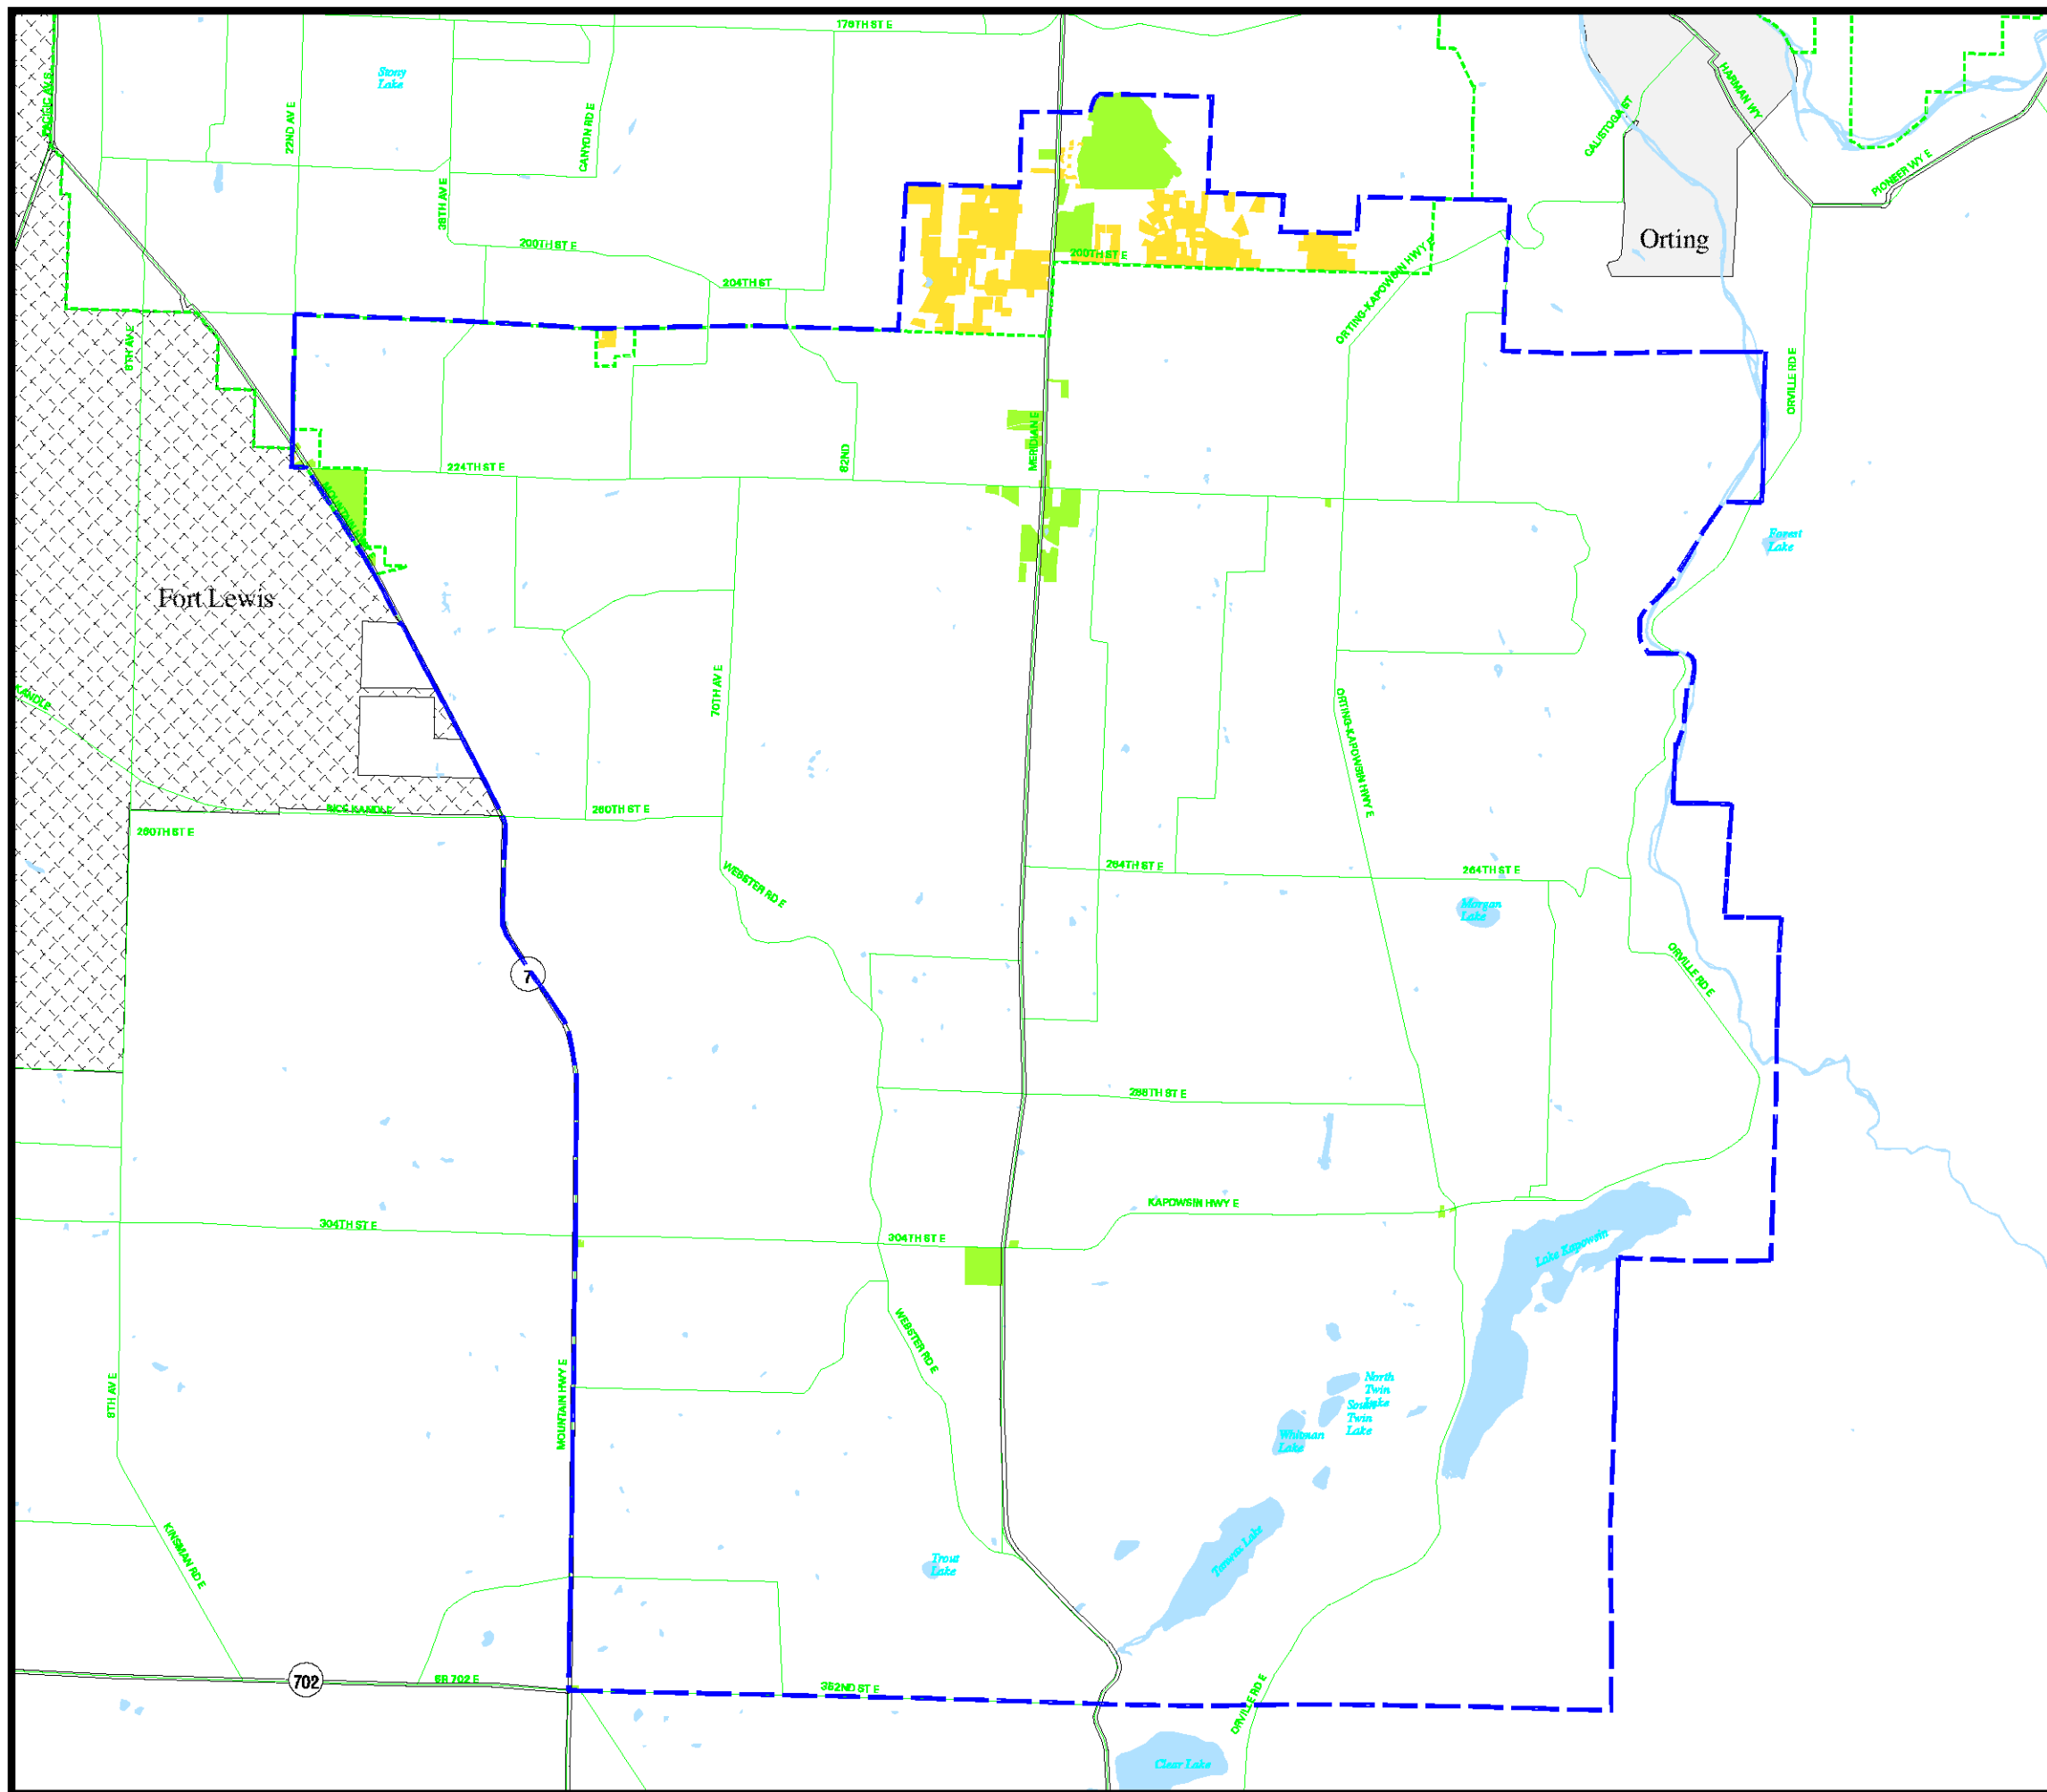 176TH ST E
PACIFIC AV S
Stony
Lake
22ND AV E
CANYON RD E
38TH AV E
HARMAN WY
CALISTOGA ST
PIONEER WY E
Orting
200TH ST E
200TH ST E
204TH ST
ORTING-KAPOWSIN HWY E
8TH AV E
ORVILLE RD E
MERIDIAN E
82ND
224TH ST E
Forest
Lake
Fort Lewis
KANDLE
70TH AV E
ORTING-KAPOWSIN HWY E
260TH ST E
260TH ST E
WEBSTER RD E
264TH ST E
264TH ST E
Morgan
Lake
ORVILLE RD E
7
288TH ST E
KAPOWSIN HWY E
304TH ST E
304TH ST E
Lake Kapowsin
WEBSTER RD E
8TH AV E
MOUNTAIN HWY E
North
Twin
Lake
South
Twin
Lake
Whitman
Lake
KINSMAN RD E
Trout
Lake
Tanwax Lake
702
SR 702 E
352ND ST E
ORVILLE RD E
Clear Lake